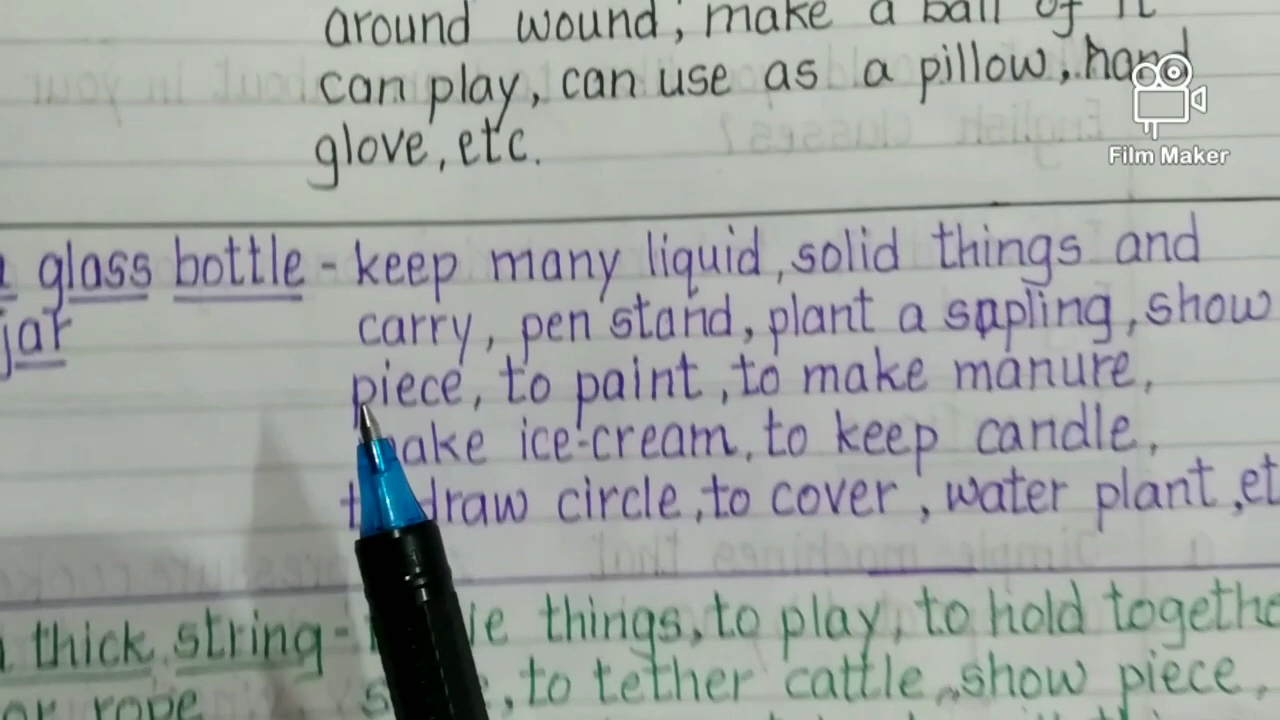 around wound, make a ball of it
can play, can use as a pillow, hand
glove, etc.
Film Maker
glass bottle - keep many liquid, solid things and
jar carry, pen stand, plant a sapling, show
piece, to paint, to make manure,
ice-cream, to keep candle,
draw circle, to cover, water plant, et
thick string - things, to play, to hold togethe
or rope to tether cattle, show piece,